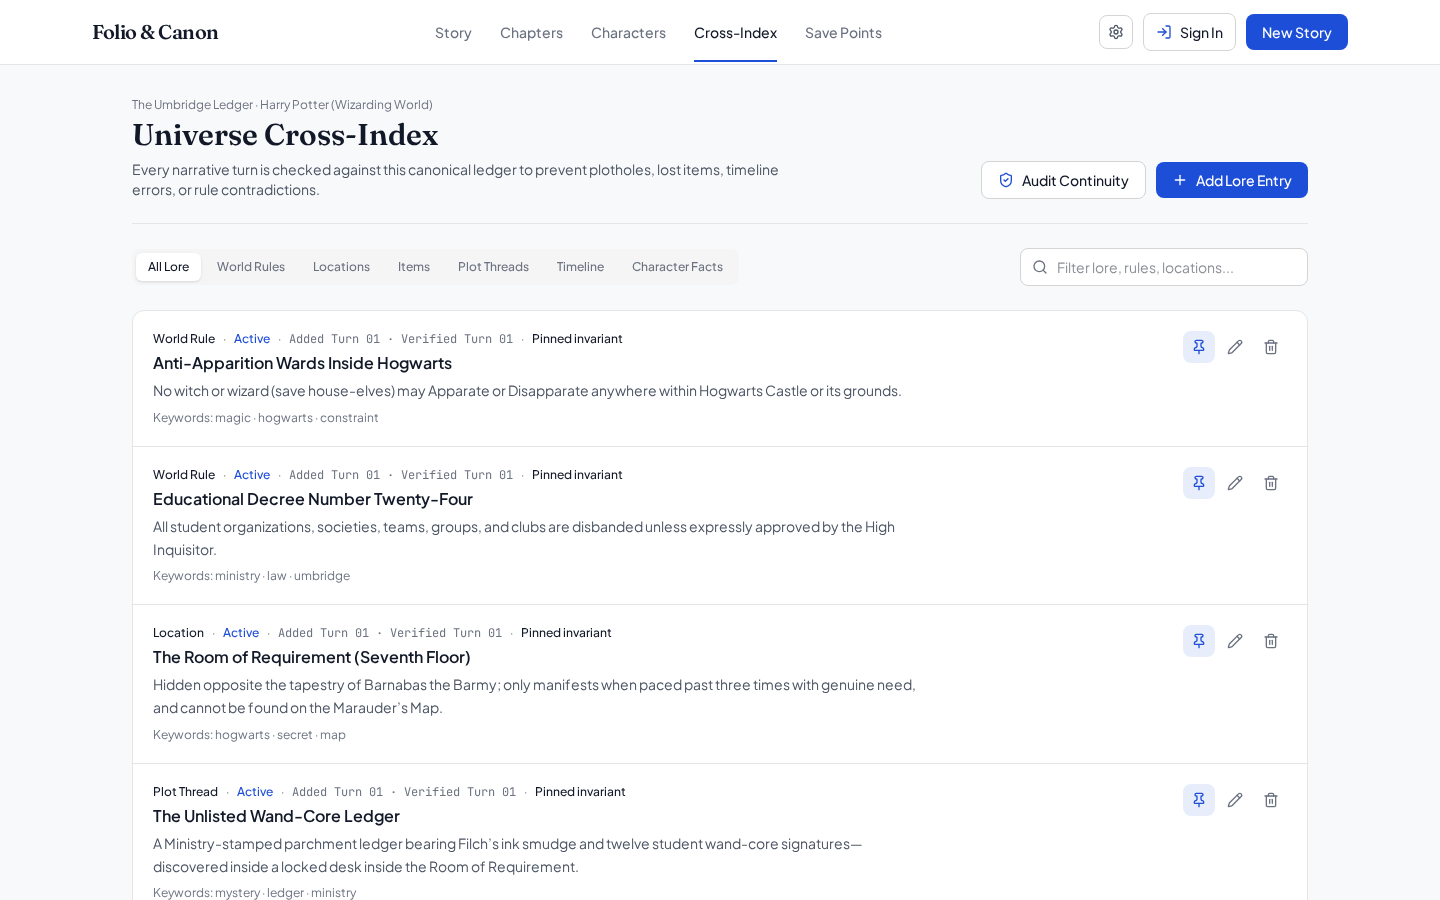 Folio & Canon
Story
Chapters
Characters
Cross-Index
Save Points
Sign In
New Story
The Umbridge Ledger · Harry Potter (Wizarding World)
Universe Cross-Index
Every narrative turn is checked against this canonical ledger to prevent plotholes, lost items, timeline
errors, or rule contradictions.
Audit Continuity
Add Lore Entry
All Lore
World Rules
Locations
Items
Plot Threads
Timeline
Character Facts
Filter lore, rules, locations...
World Rule · Active · Added Turn 01 · Verified Turn 01 · Pinned invariant
Anti-Apparition Wards Inside Hogwarts
No witch or wizard (save house-elves) may Apparate or Disapparate anywhere within Hogwarts Castle or its grounds.
Keywords: magic · hogwarts · constraint
World Rule · Active · Added Turn 01 · Verified Turn 01 · Pinned invariant
Educational Decree Number Twenty-Four
All student organizations, societies, teams, groups, and clubs are disbanded unless expressly approved by the High
Inquisitor.
Keywords: ministry · law · umbridge
Location · Active · Added Turn 01 · Verified Turn 01 · Pinned invariant
The Room of Requirement (Seventh Floor)
Hidden opposite the tapestry of Barnabas the Barmy; only manifests when paced past three times with genuine need,
and cannot be found on the Marauder's Map.
Keywords: hogwarts · secret · map
Plot Thread · Active · Added Turn 01 · Verified Turn 01 · Pinned invariant
The Unlisted Wand-Core Ledger
A Ministry-stamped parchment ledger bearing Filch's ink smudge and twelve student wand-core signatures—
discovered inside a locked desk inside the Room of Requirement.
Keywords: mystery · ledger · ministry